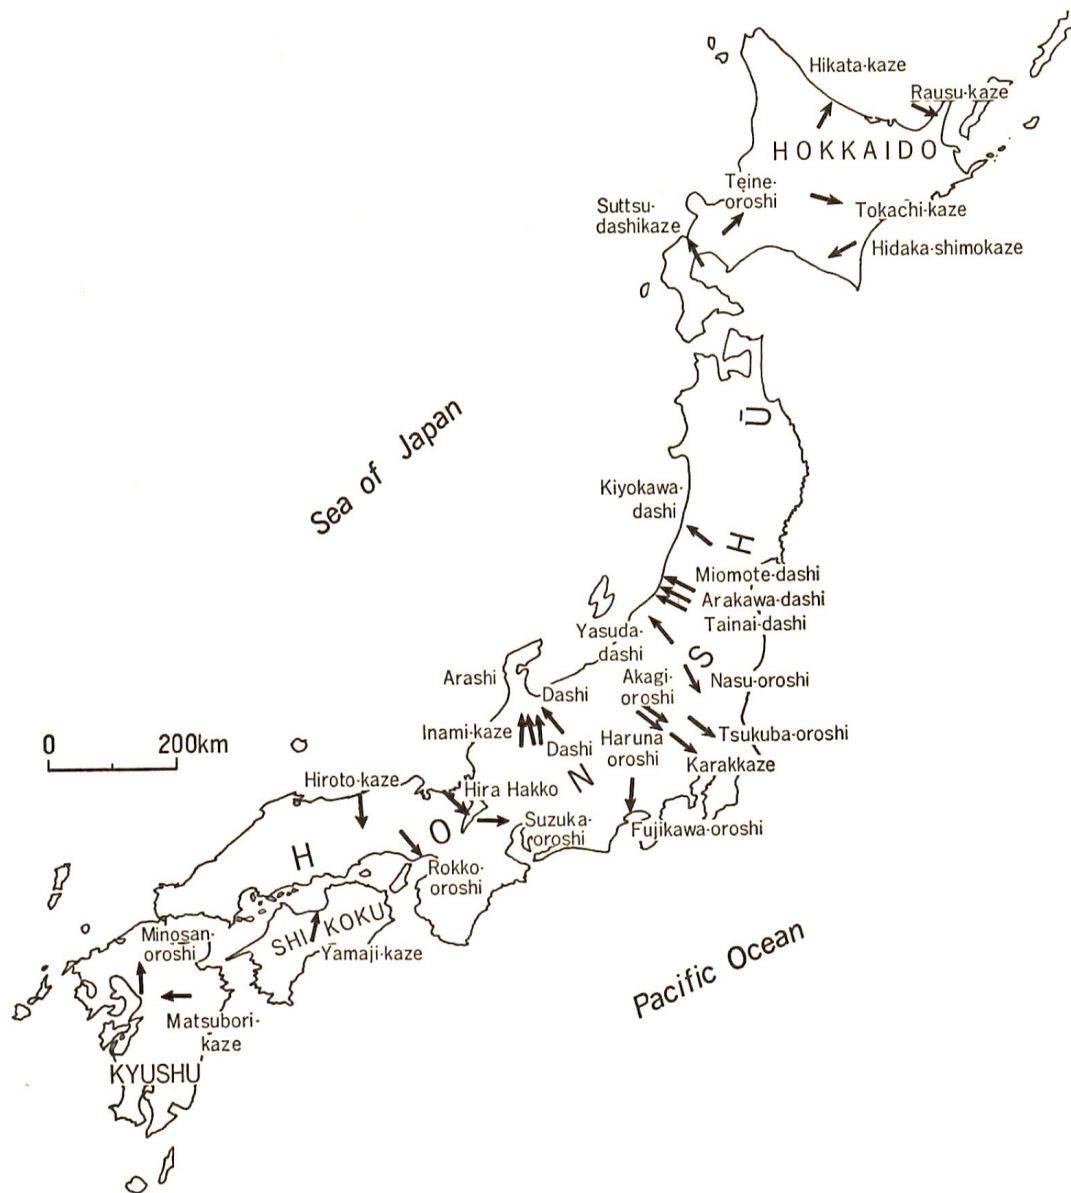 Hikata-kaze
Rausu-kaze
HOKKAIDO
Teine-
oroshi
Suttsu-
dashikaze
Tokachi-kaze
Hidaka-shimokaze
Sea of Japan
Ū
Kiyokawa-
dashi
H
Miomote-dashi
Arakawa-dashi
Tainai-dashi
Yasuda-
dashi
S
Arashi
Akagi-
oroshi
Nasu-oroshi
Dashi
Inami-kaze
Dashi
Haruna
oroshi
Tsukuba-oroshi
Karakkaze
N
0 200km
Hiroto-kaze
Hira Hakko
O
Suzuka-
oroshi
Fujikawa-oroshi
H
Rokko-
oroshi
SHIKOKU
Yamaji-kaze
Minosan-
oroshi
Pacific Ocean
Matsubori-
kaze
KYUSHU